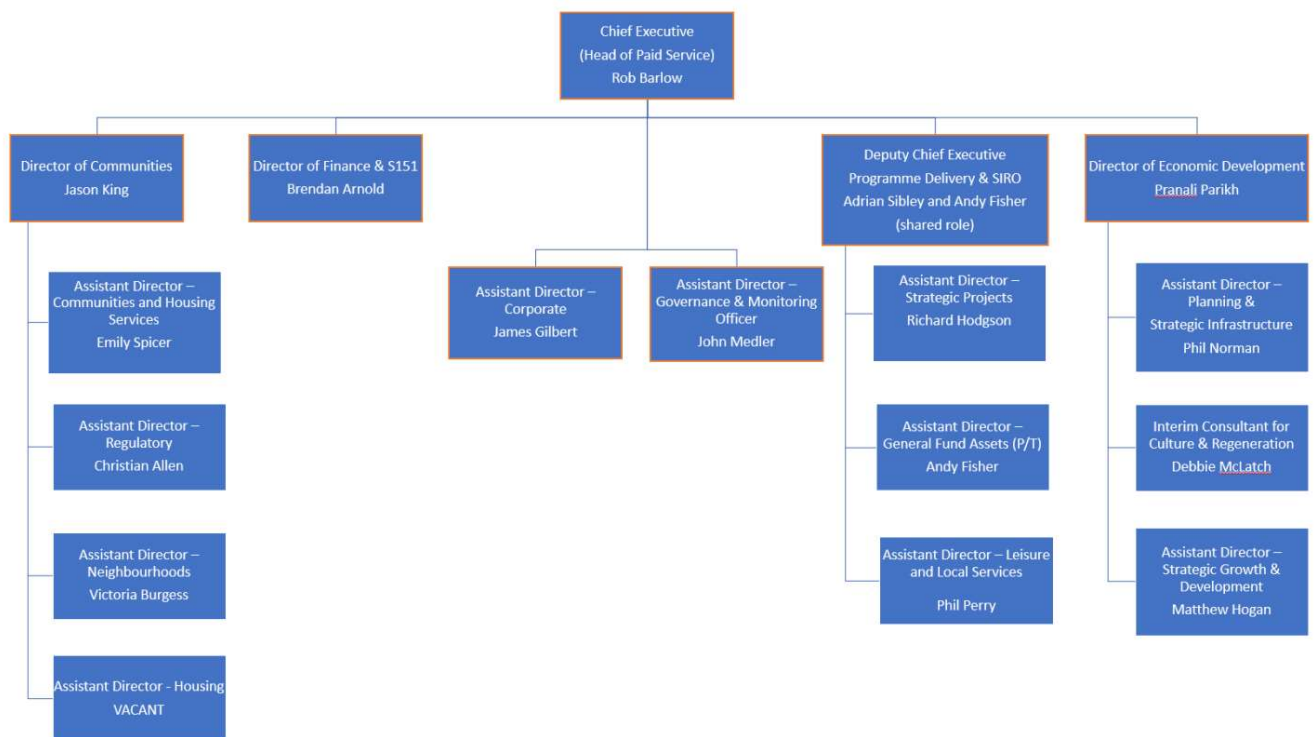 Chief Executive
(Head of Paid Service)
Rob Barlow
Director of Communities
Jason King
Director of Finance & S151
Brendan Arnold
Deputy Chief Executive
Programme Delivery & SIRO
Adrian Sibley and Andy Fisher
(shared role)
Director of Economic Development
Pranali Parikh
Assistant Director –
Communities and Housing
Services
Emily Spicer
Assistant Director –
Regulatory
Christian Allen
Assistant Director –
Neighbourhoods
Victoria Burgess
Assistant Director - Housing
VACANT
Assistant Director –
Corporate
James Gilbert
Assistant Director –
Governance & Monitoring
Officer
John Medler
Assistant Director –
Strategic Projects
Richard Hodgson
Assistant Director –
General Fund Assets (P/T)
Andy Fisher
Assistant Director – Leisure
and Local Services
Phil Perry
Assistant Director –
Planning &
Strategic Infrastructure
Phil Norman
Interim Consultant for
Culture & Regeneration
Debbie McLatch
Assistant Director –
Strategic Growth &
Development
Matthew Hogan